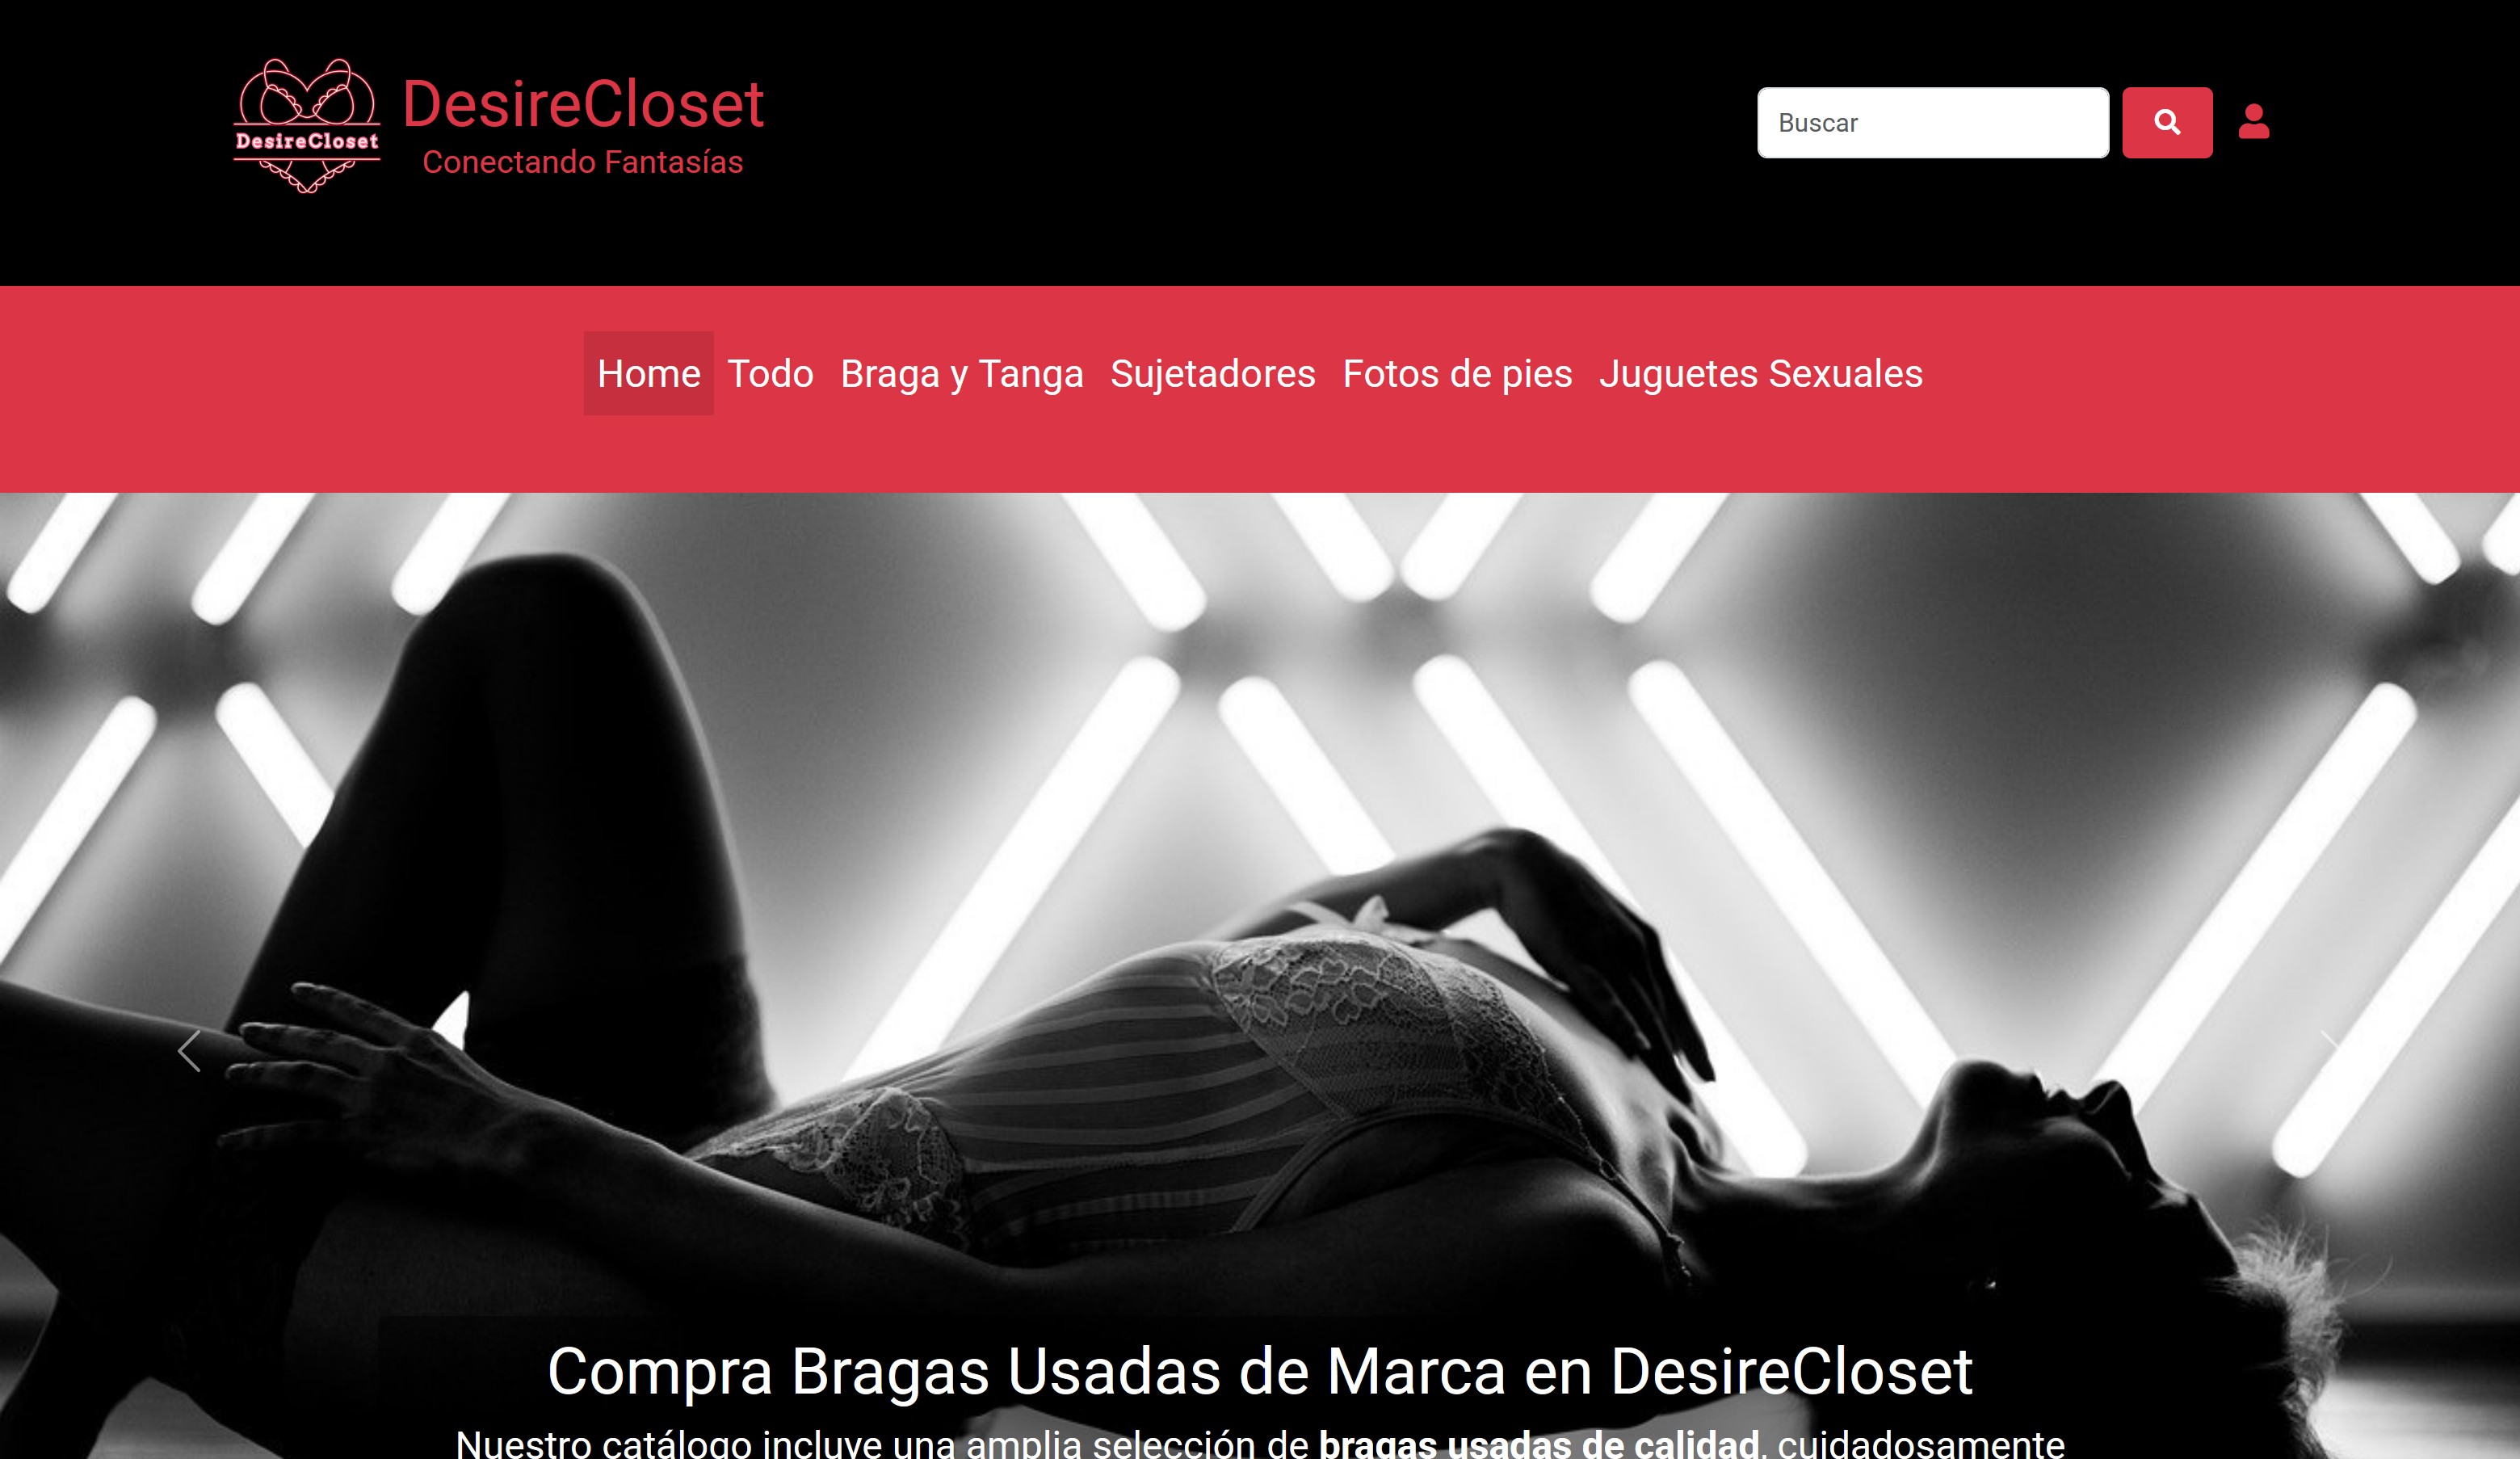 DesireCloset
DesireCloset
Conectando Fantasías
Buscar
Home Todo Braga y Tanga Sujetadores Fotos de pies Juguetes Sexuales
Compra Bragas Usadas de Marca en DesireCloset
Nuestro catálogo incluye una amplia selección de bragas usadas de calidad, cuidadosamente